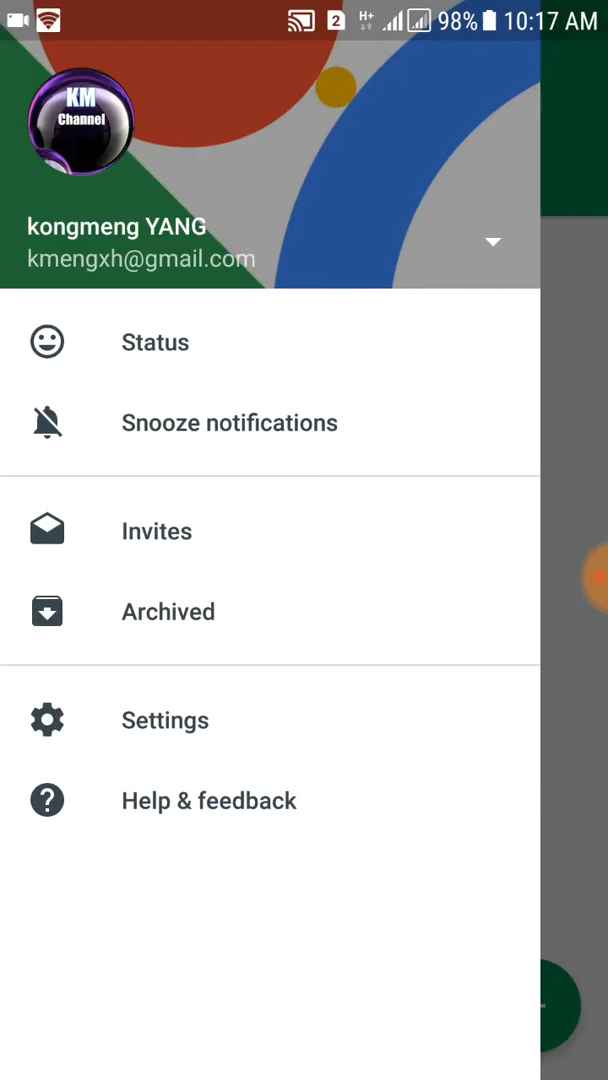 2 H+ 98% 10:17 AM
KM
Channel
kongmeng YANG
kmengxh@gmail.com
Status
Snooze notifications
Invites
Archived
Settings
Help & feedback